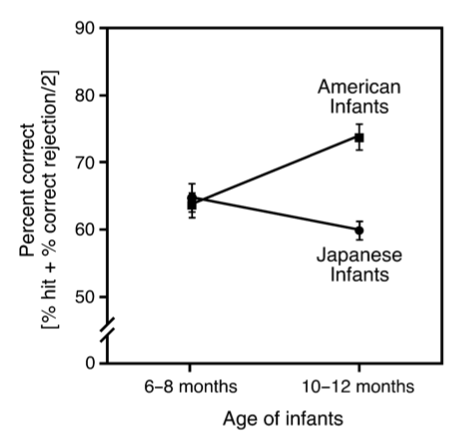 Percent correct
[% hit + % correct rejection/2]
90
80
70
60
50
0
American
Infants
Japanese
Infants
6–8 months
10–12 months
Age of infants